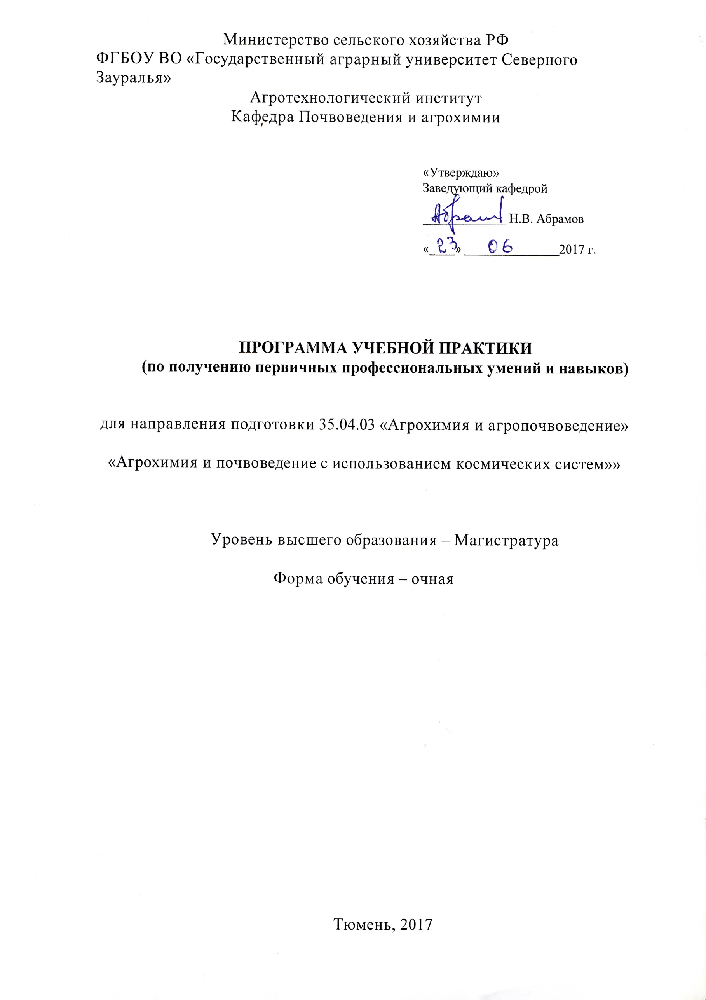 Министерство сельского хозяйства РФ
ФГБОУ ВО «Государственный аграрный университет Северного
Зауралья»
Агротехнологический институт
Кафедра Почвоведения и агрохимии
«Утверждаю»
Заведующий кафедрой
Абрамов Н.В. Абрамов
«23» 06 2017 г.
ПРОГРАММА УЧЕБНОЙ ПРАКТИКИ
(по получению первичных профессиональных умений и навыков)
для направления подготовки 35.04.03 «Агрохимия и агропочвоведение»
«Агрохимия и почвоведение с использованием космических систем»»
Уровень высшего образования – Магистратура
Форма обучения – очная
Тюмень, 2017